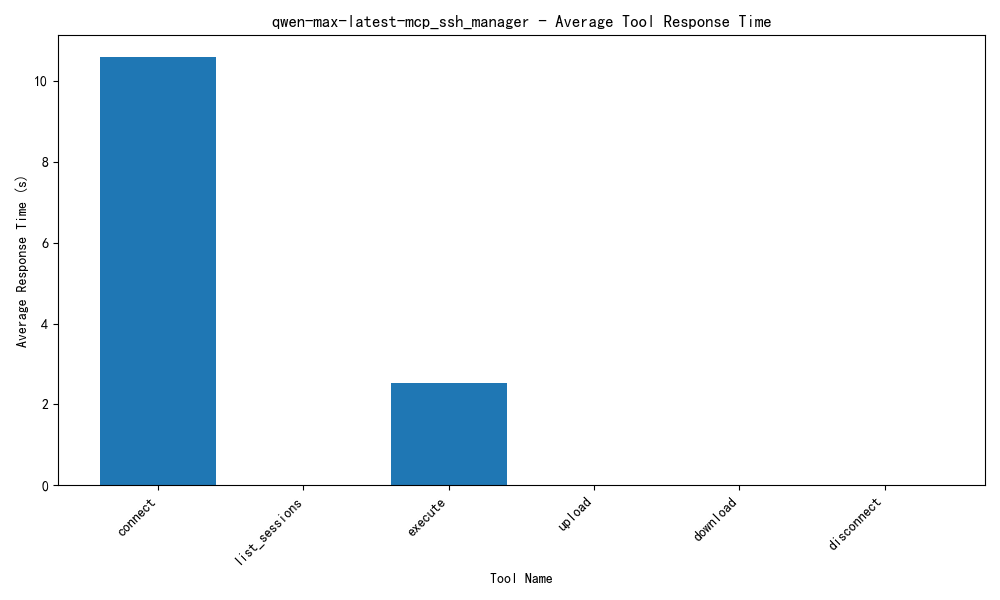 qwen-max-latest-mcp_ssh_manager - Average Tool Response Time
Average Response Time (s)
10
8
6
4
2
0
connect
list_sessions
execute
upload
download
disconnect
Tool Name